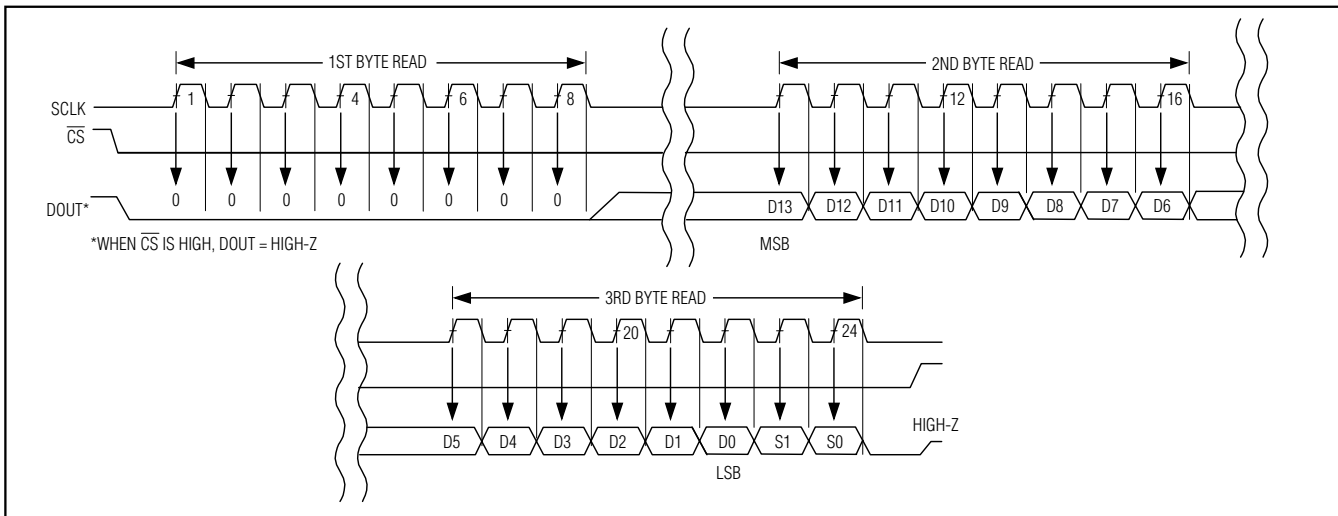 1ST BYTE READ
2ND BYTE READ
SCLK 1 4 6 8 12 16
CS
0 0 0 0 0 0 0 0
DOUT* D13 D12 D11 D10 D9 D8 D7 D6
*WHEN CS IS HIGH, DOUT = HIGH-Z
MSB
3RD BYTE READ
20 24
D5 D4 D3 D2 D1 D0 S1 S0 HIGH-Z
LSB